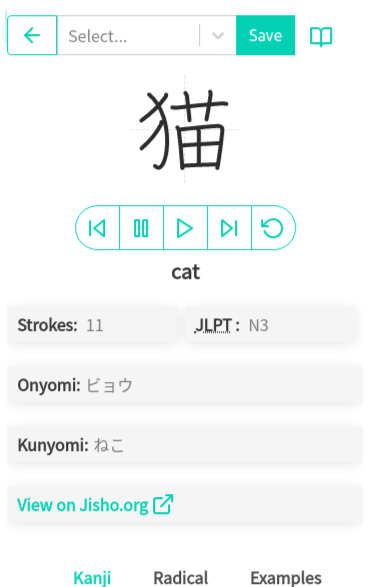 Select...
Save
猫
cat
Strokes: 11
JLPT : N3
Onyomi: ビョウ
Kunyomi: ねこ
View on Jisho.org
Kanji Radical Examples